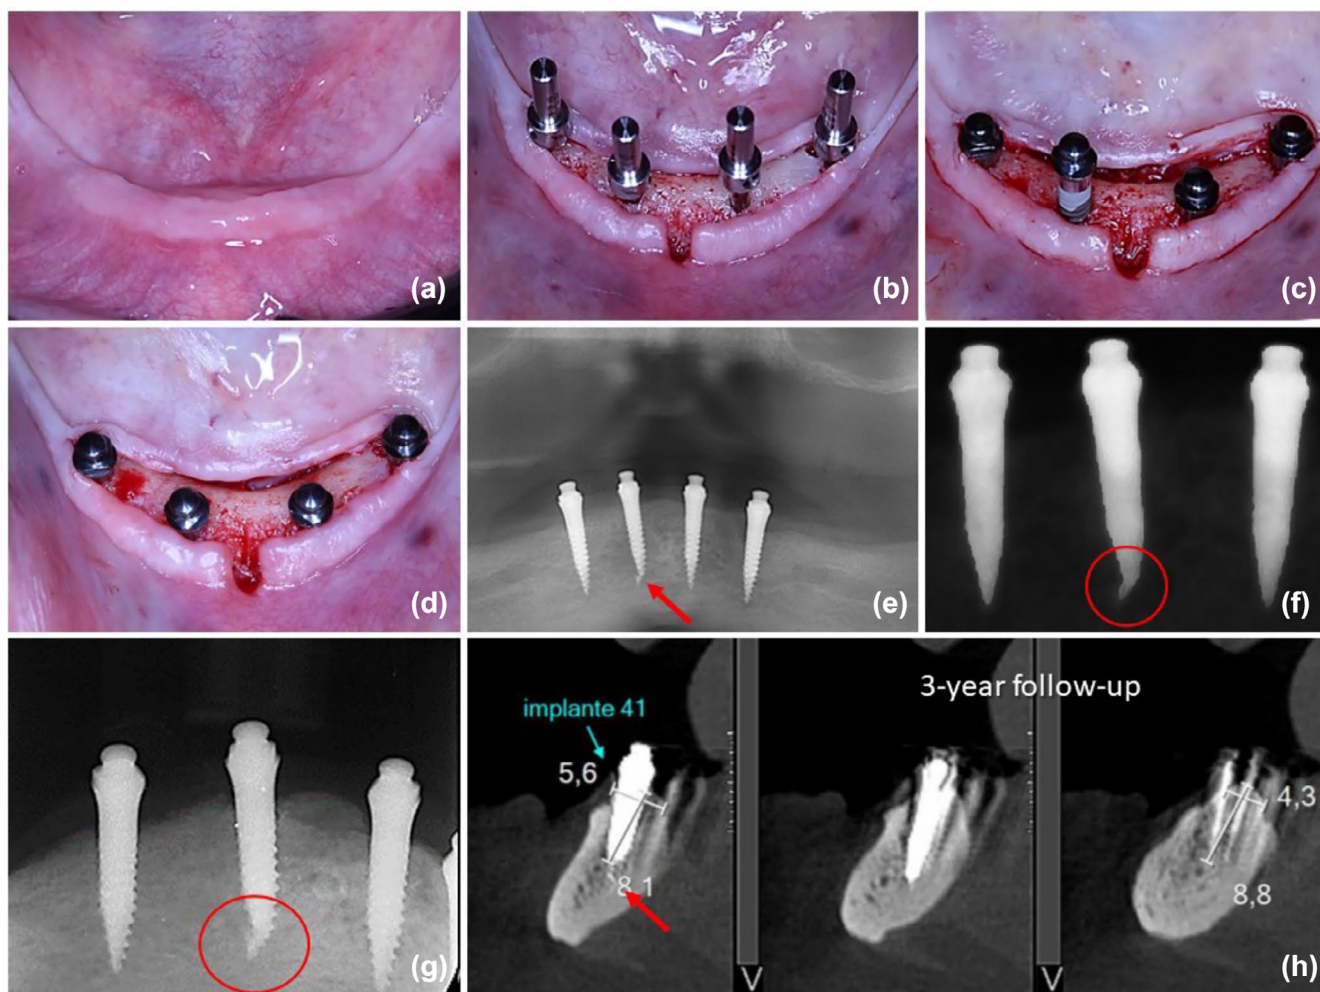 (a)
(b)
(c)
(d)
(e)
(f)
(g)
3-year follow-up
implante 41
5,6
4,3
8,1
8,8
V
V
(h)